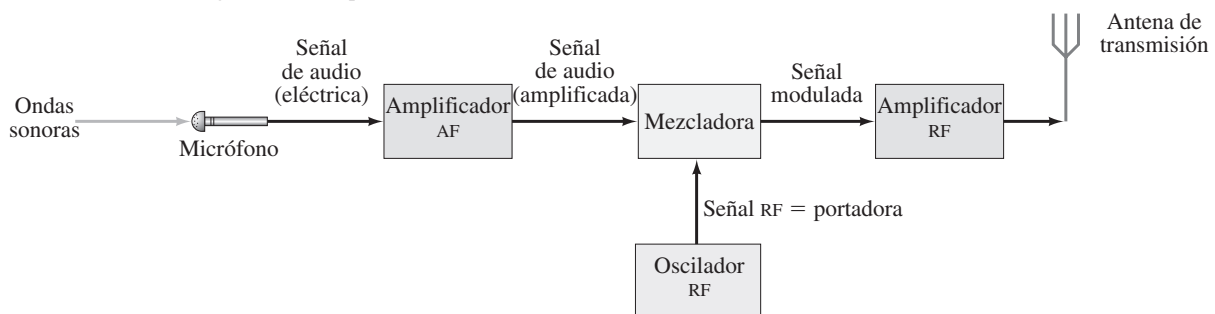 Ondas
sonoras
Micrófono
Señal
de audio
(eléctrica)
Amplificador
AF
Señal
de audio
(amplificada)
Mezcladora
Señal RF = portadora
Oscilador
RF
Señal
modulada
Amplificador
RF
Antena de
transmisión